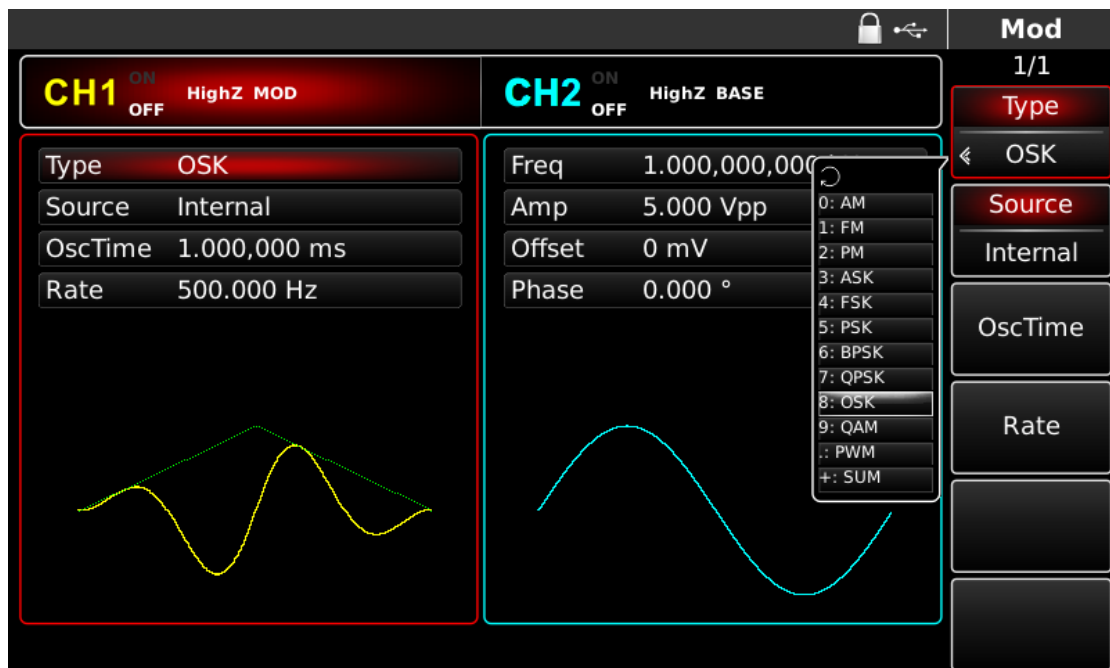 Mod
1/1
CH1 ON OFF HighZ MOD
CH2 ON OFF HighZ BASE
Type OSK
Source Internal
OscTime 1.000,000 ms
Rate 500.000 Hz
Freq 1.000,000,000
Amp 5.000 Vpp
Offset 0 mV
Phase 0.000 °
0: AM
1: FM
2: PM
3: ASK
4: FSK
5: PSK
6: BPSK
7: QPSK
8: OSK
9: QAM
.: PWM
+: SUM
Type
OSK
Source
Internal
OscTime
Rate